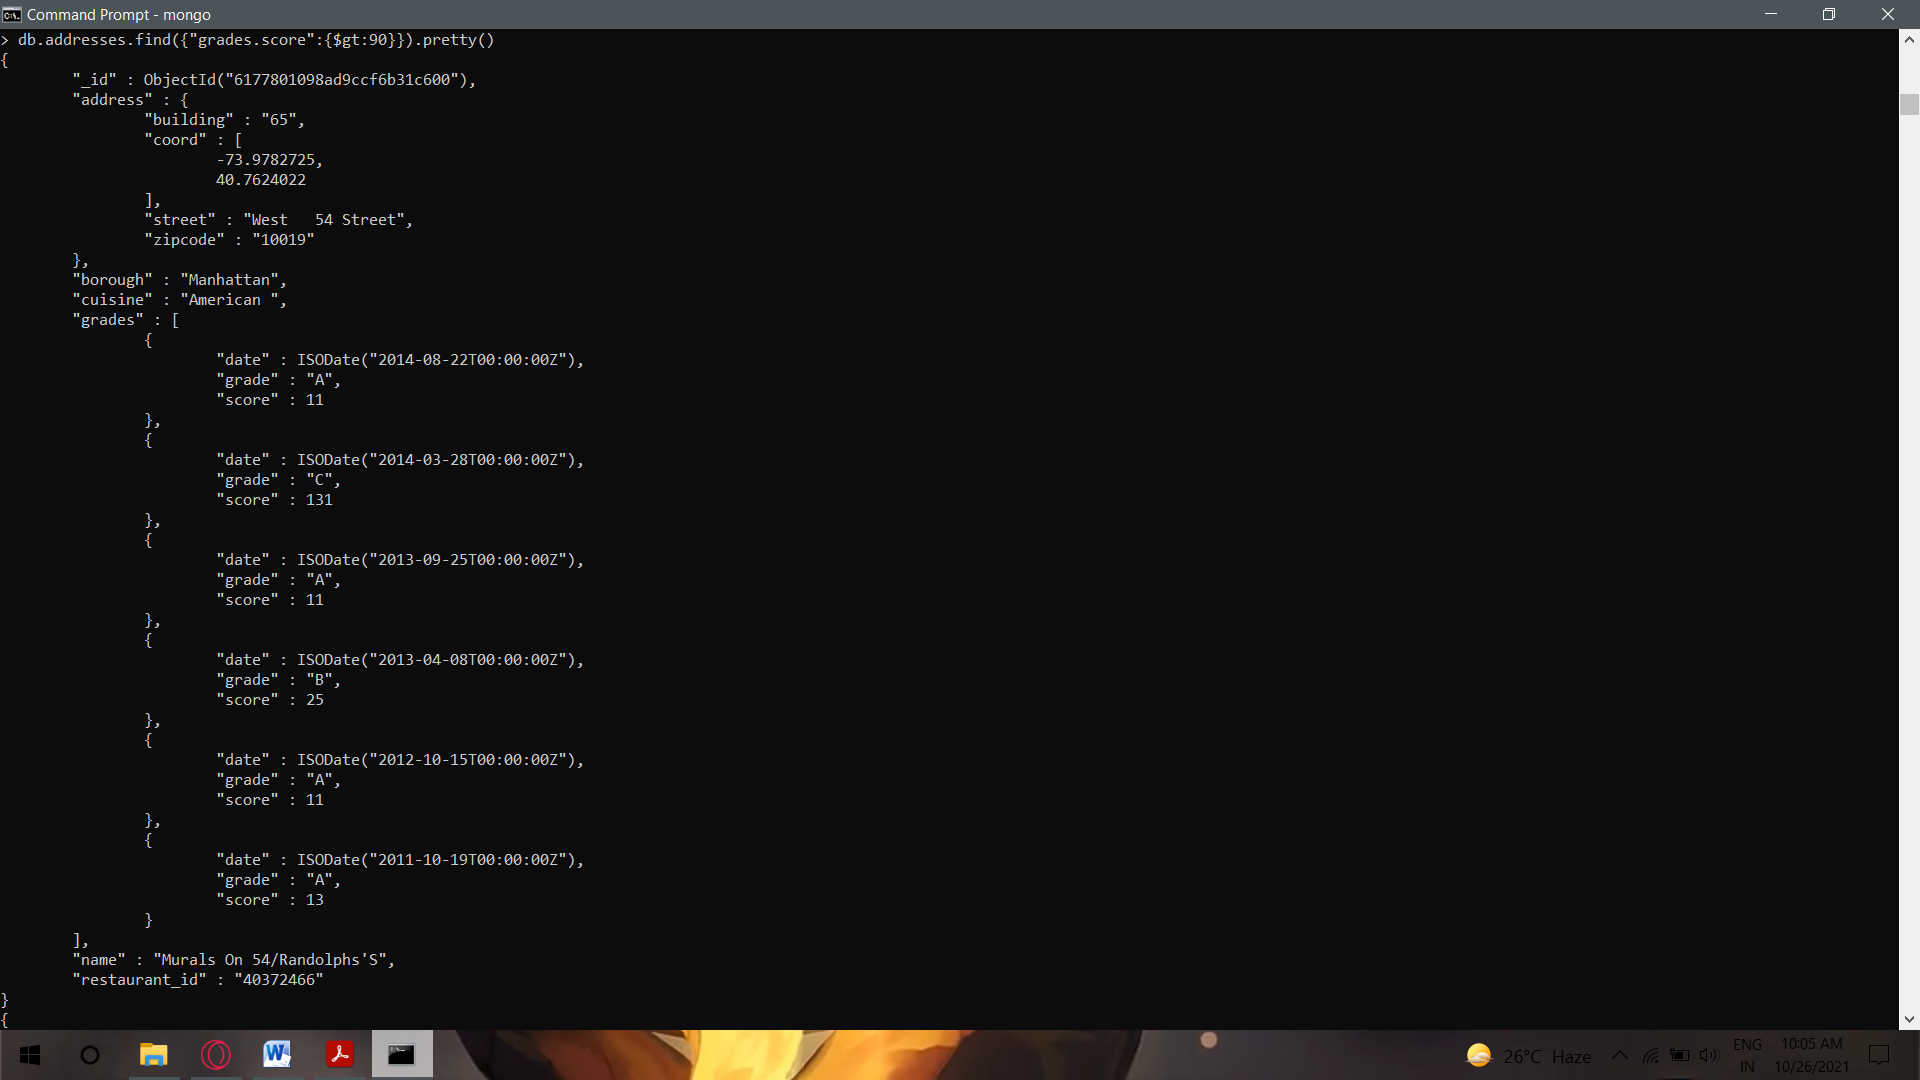 Command Prompt - mongo
> db.addresses.find({"grades.score":{$gt:90}}).pretty()
{
        "_id" : ObjectId("6177801098ad9ccf6b31c600"),
        "address" : {
                "building" : "65",
                "coord" : [
                        -73.9782725,
                        40.7624022
                ],
                "street" : "West   54 Street",
                "zipcode" : "10019"
        },
        "borough" : "Manhattan",
        "cuisine" : "American ",
        "grades" : [
                {
                        "date" : ISODate("2014-08-22T00:00:00Z"),
                        "grade" : "A",
                        "score" : 11
                },
                {
                        "date" : ISODate("2014-03-28T00:00:00Z"),
                        "grade" : "C",
                        "score" : 131
                },
                {
                        "date" : ISODate("2013-09-25T00:00:00Z"),
                        "grade" : "A",
                        "score" : 11
                },
                {
                        "date" : ISODate("2013-04-08T00:00:00Z"),
                        "grade" : "B",
                        "score" : 25
                },
                {
                        "date" : ISODate("2012-10-15T00:00:00Z"),
                        "grade" : "A",
                        "score" : 11
                },
                {
                        "date" : ISODate("2011-10-19T00:00:00Z"),
                        "grade" : "A",
                        "score" : 13
                }
        ],
        "name" : "Murals On 54/Randolphs'S",
        "restaurant_id" : "40372466"
}
{
26°C Haze
ENG
IN
10:05 AM
10/26/2021